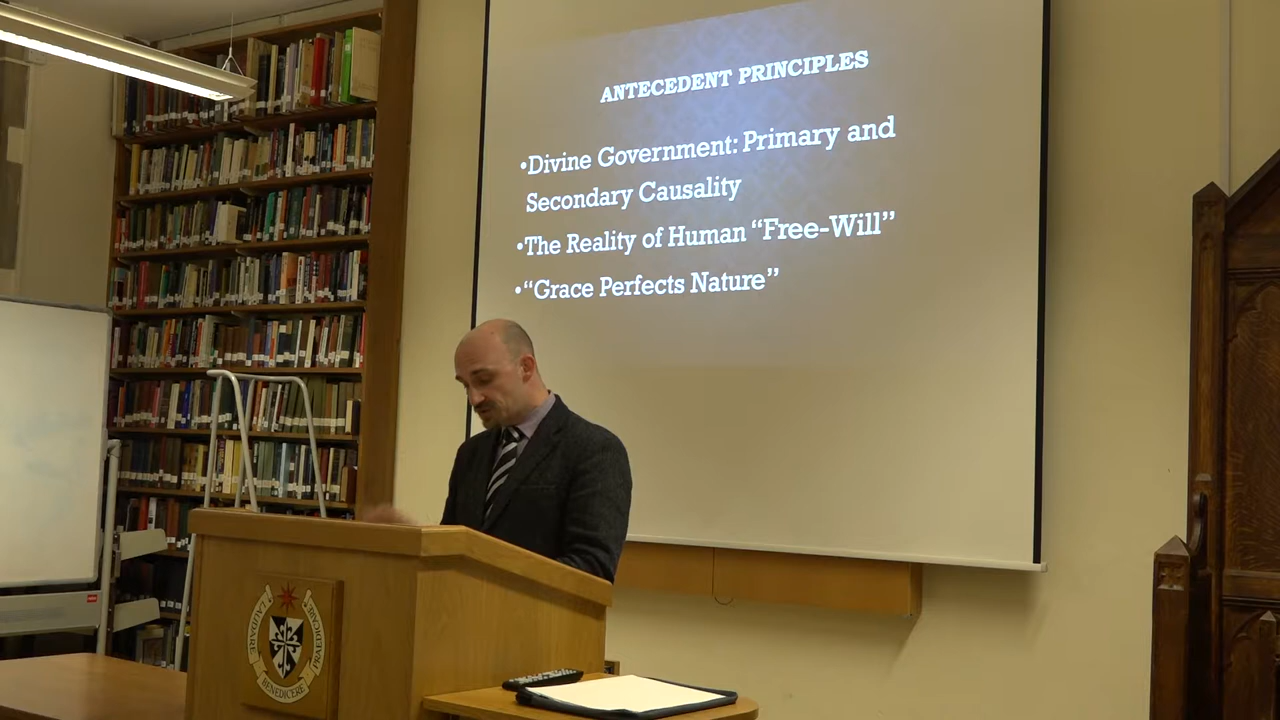 ANTECEDENT PRINCIPLES
•Divine Government: Primary and
Secondary Causality
•The Reality of Human “Free-Will”
•“Grace Perfects Nature”
LAUDARE
BENEDICERE
PRAEDICARE